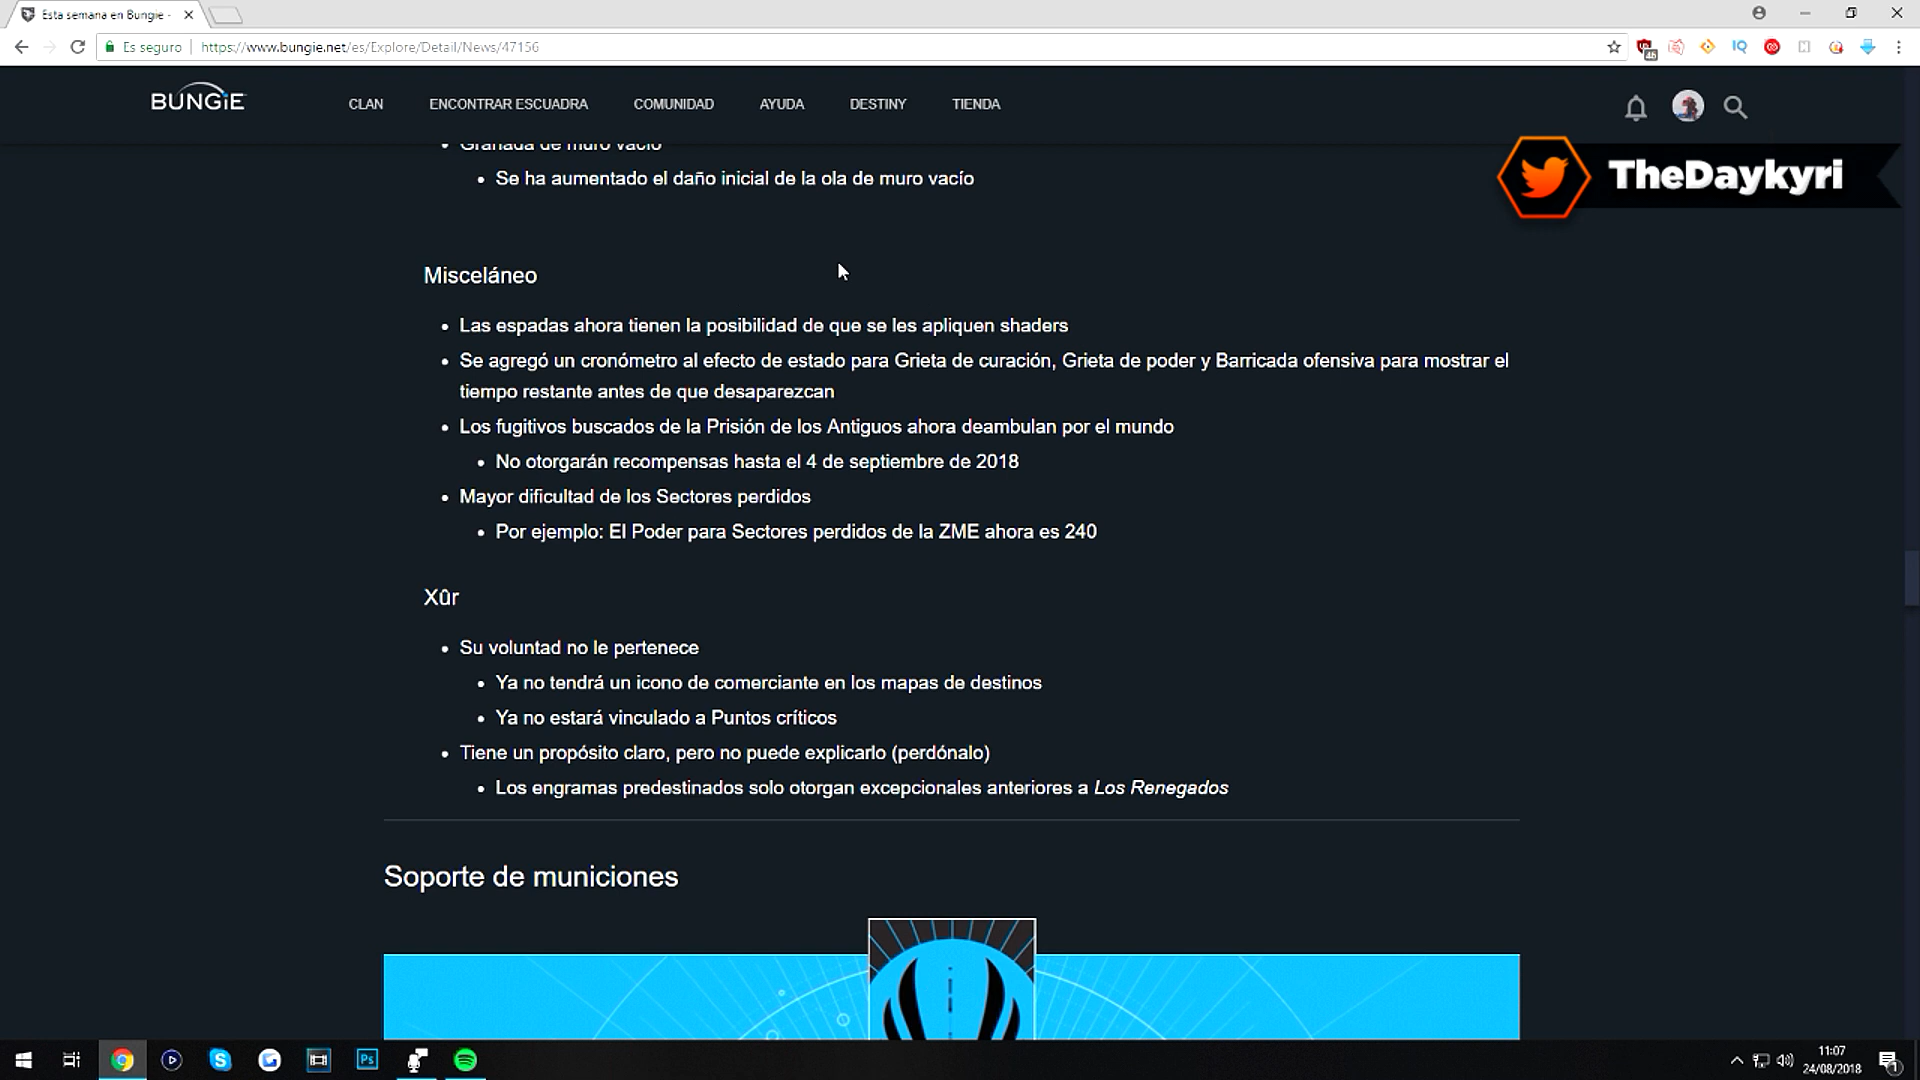 Esta semana en Bungie -
Es seguro
https://www.bungie.net/es/Explore/Detail/News/47156
46
IQ
BUNGiE
CLAN
ENCONTRAR ESCUADRA
COMUNIDAD
AYUDA
DESTINY
TIENDA
TheDaykyri
Granada de muro vacío
Se ha aumentado el daño inicial de la ola de muro vacío
Misceláneo
Las espadas ahora tienen la posibilidad de que se les apliquen shaders
Se agregó un cronómetro al efecto de estado para Grieta de curación, Grieta de poder y Barricada ofensiva para mostrar el
tiempo restante antes de que desaparezcan
Los fugitivos buscados de la Prisión de los Antiguos ahora deambulan por el mundo
No otorgarán recompensas hasta el 4 de septiembre de 2018
Mayor dificultad de los Sectores perdidos
Por ejemplo: El Poder para Sectores perdidos de la ZME ahora es 240
Xûr
Su voluntad no le pertenece
Ya no tendrá un icono de comerciante en los mapas de destinos
Ya no estará vinculado a Puntos críticos
Tiene un propósito claro, pero no puede explicarlo (perdónalo)
Los engramas predestinados solo otorgan excepcionales anteriores a Los Renegados
Soporte de municiones
Ps
11:07
24/08/2018
1